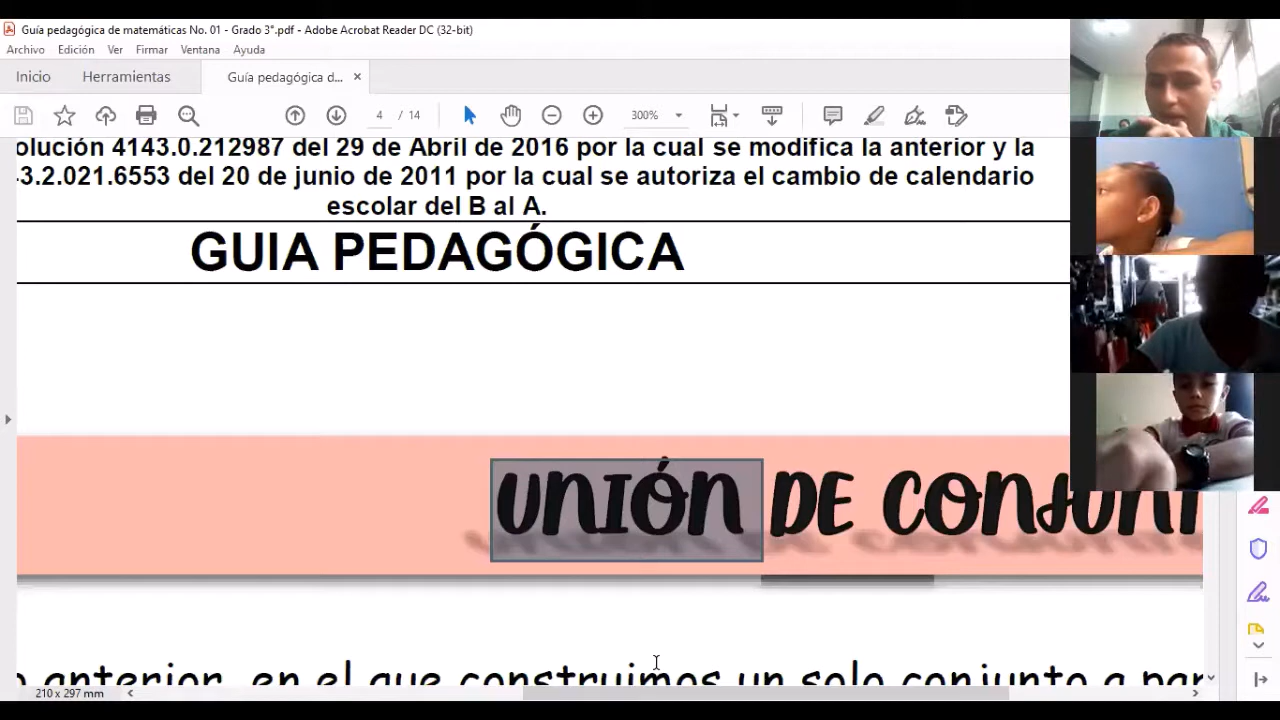 Guía pedagógica de matemáticas No. 01 - Grado 3°.pdf - Adobe Acrobat Reader DC (32-bit)
Archivo Edición Ver Firmar Ventana Ayuda
Inicio Herramientas Guía pedagógica d... ×
4 / 14 300%
olución 4143.0.212987 del 29 de Abril de 2016 por la cual se modifica la anterior y la
3.2.021.6553 del 20 de junio de 2011 por la cual se autoriza el cambio de calendario
escolar del B al A.
GUIA PEDAGÓGICA
UNIÓN DE CONJUNT
o anterior, en el que construimos un solo conjunto a par
210 x 297 mm